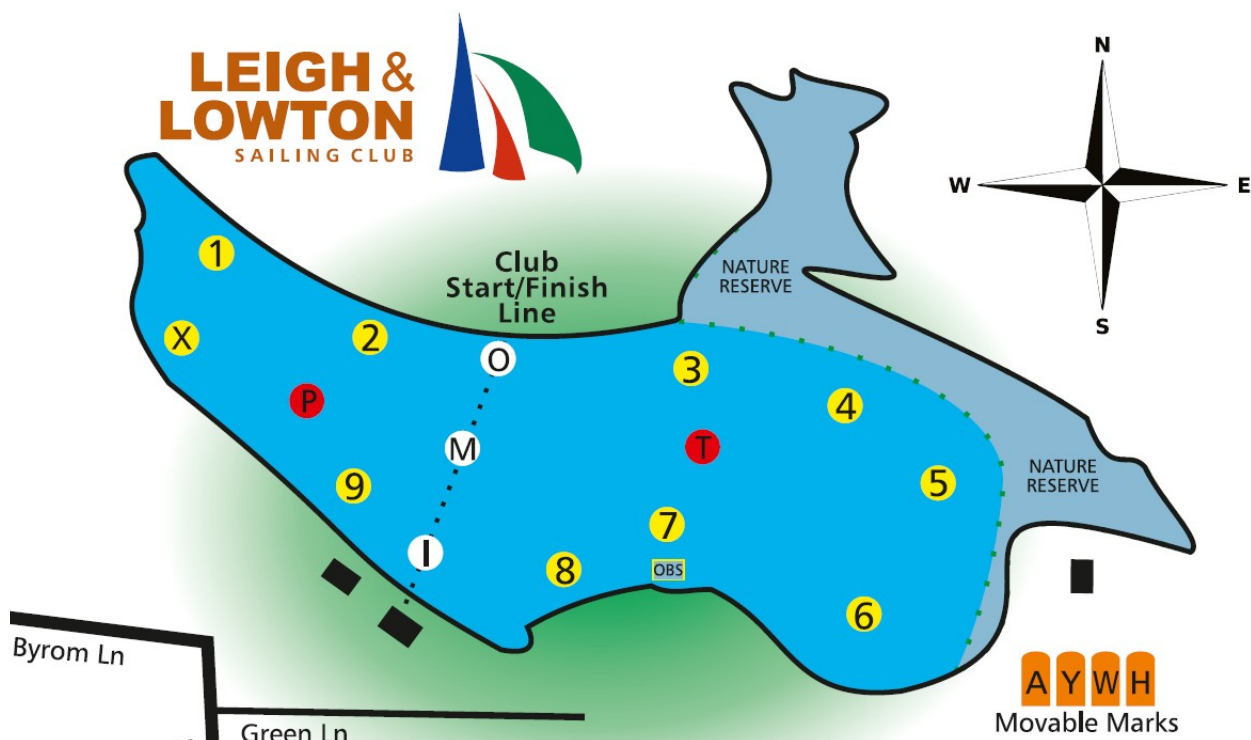 LEIGH &
LOWTON
SAILING CLUB
N
W
E
S
Club
Start/Finish
Line
NATURE
RESERVE
1
X
2
O
3
P
4
M
T
NATURE
RESERVE
9
5
7
I
8
OBS
6
Byrom Ln
A Y W H
Movable Marks
Green Ln